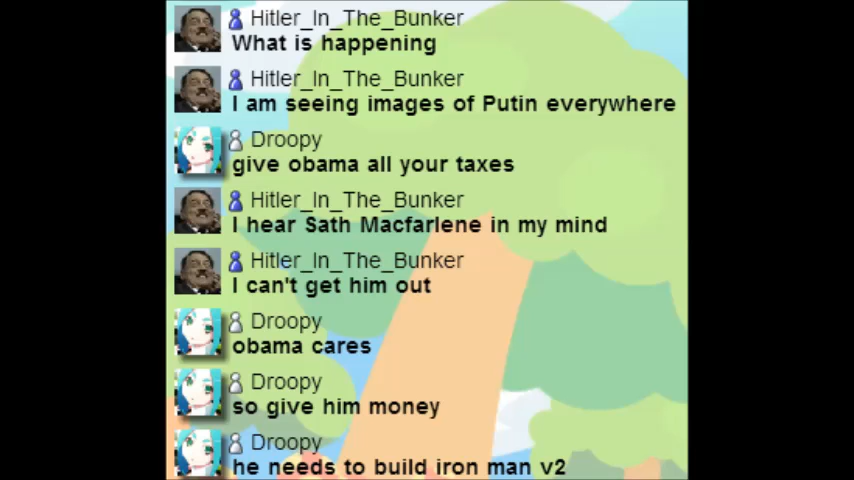 Hitler_In_The_Bunker
What is happening
Hitler_In_The_Bunker
I am seeing images of Putin everywhere
Droopy
give obama all your taxes
Hitler_In_The_Bunker
I hear Sath Macfarlene in my mind
Hitler_In_The_Bunker
I can't get him out
Droopy
obama cares
Droopy
so give him money
Droopy
he needs to build iron man v2